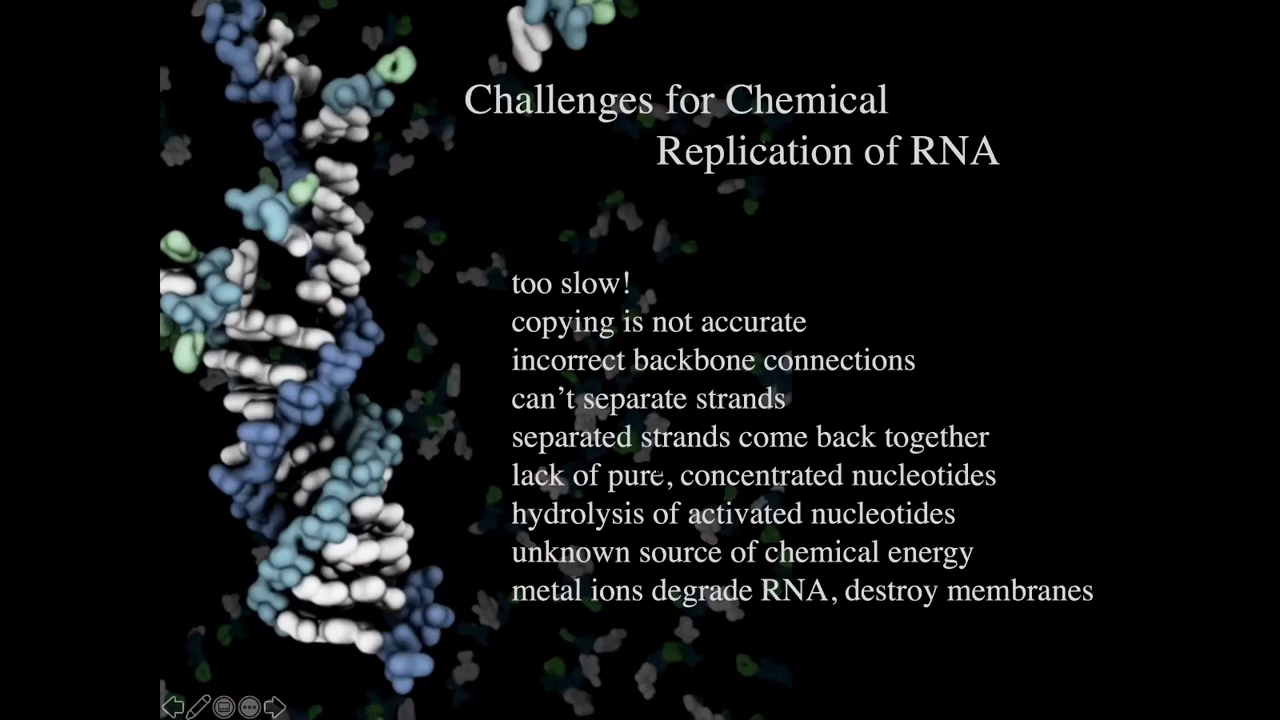 Challenges for Chemical
Replication of RNA
too slow!
copying is not accurate
incorrect backbone connections
can't separate strands
separated strands come back together
lack of pure, concentrated nucleotides
hydrolysis of activated nucleotides
unknown source of chemical energy
metal ions degrade RNA, destroy membranes